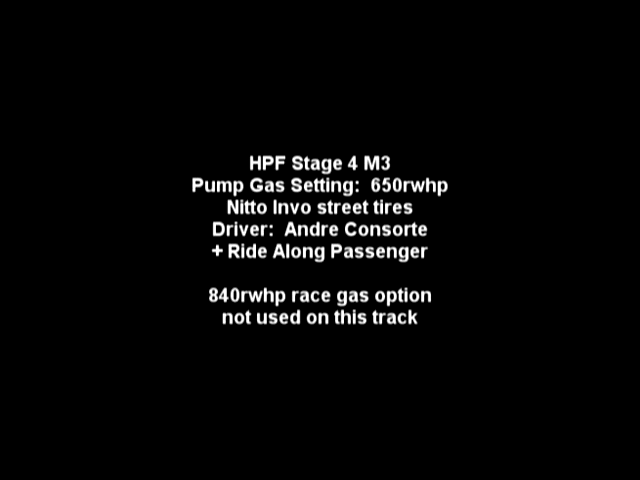 HPF Stage 4 M3
Pump Gas Setting:  650rwhp
Nitto Invo street tires
Driver:  Andre Consorte
+ Ride Along Passenger
840rwhp race gas option
not used on this track